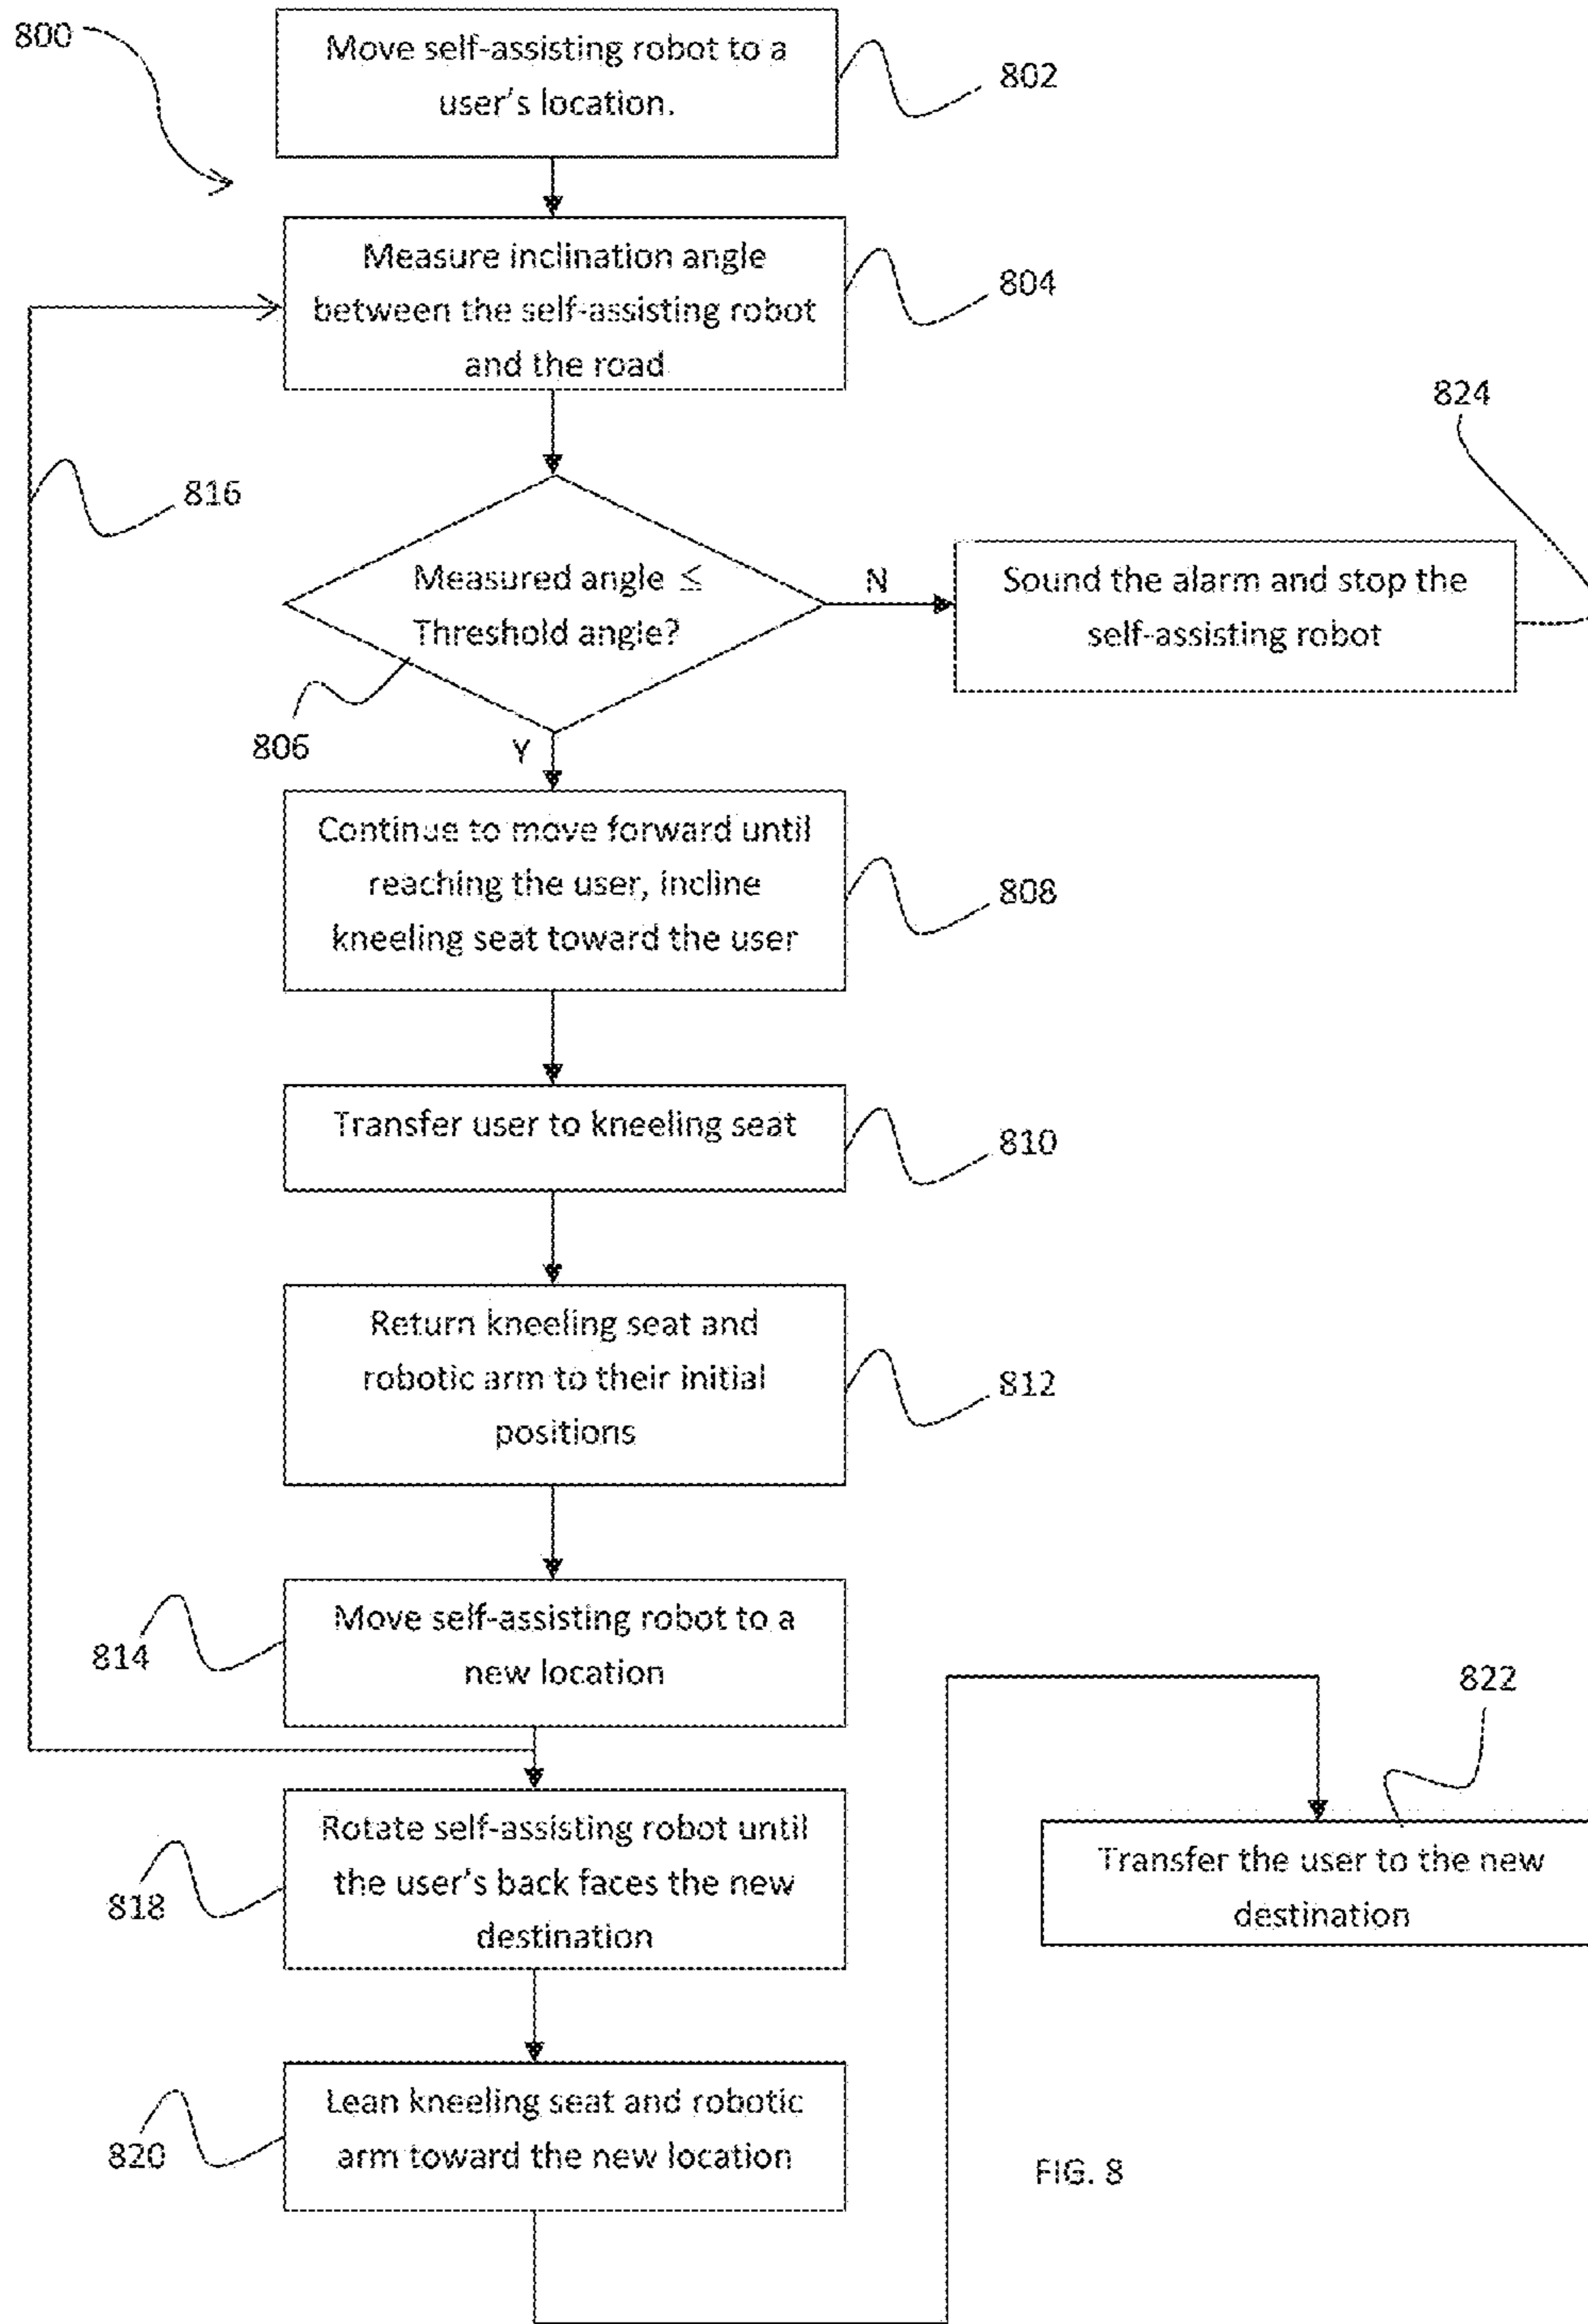 800
Move self-assisting robot to a
user's location.
802
Measure inclination angle
between the self-assisting robot
and the road
804
824
816
Measured angle ≤
Threshold angle?
N
Sound the alarm and stop the
self-assisting robot
806
Y
Continue to move forward until
reaching the user, incline
kneeling seat toward the user
808
Transfer user to kneeling seat
810
Return kneeling seat and
robotic arm to their initial
positions
812
Move self-assisting robot to a
new location
814
822
Rotate self-assisting robot until
the user's back faces the new
destination
818
Transfer the user to the new
destination
Lean kneeling seat and robotic
arm toward the new location
820
FIG. 8